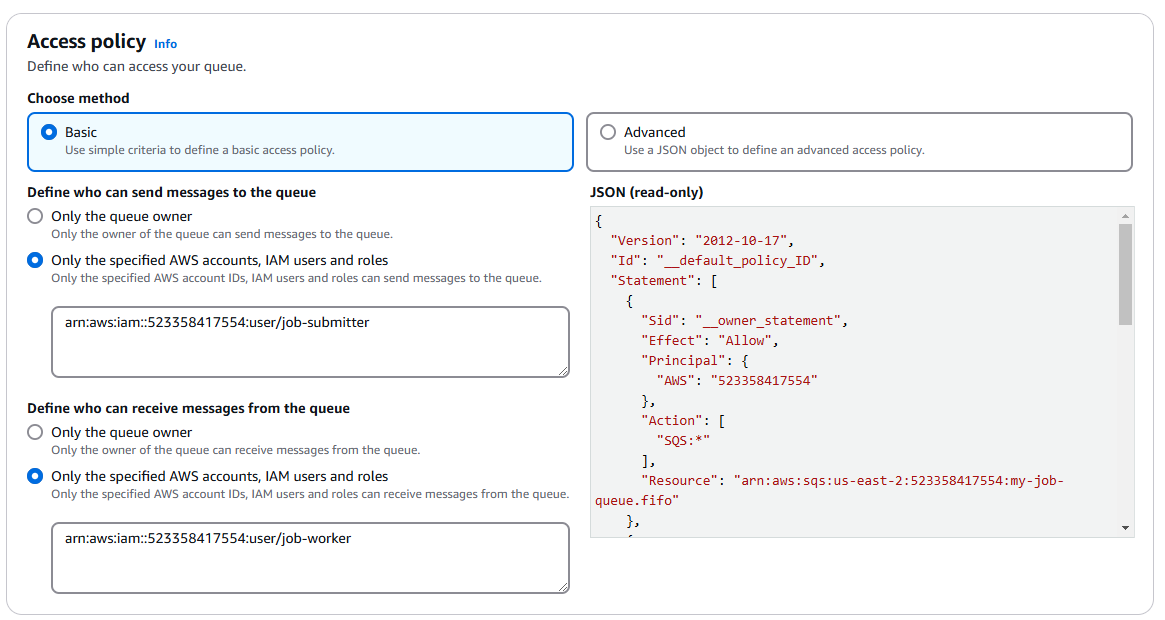 Access policy Info
Define who can access your queue.
Choose method
Basic
Use simple criteria to define a basic access policy.
Advanced
Use a JSON object to define an advanced access policy.
Define who can send messages to the queue
Only the queue owner
Only the owner of the queue can send messages to the queue.
Only the specified AWS accounts, IAM users and roles
Only the specified AWS account IDs, IAM users and roles can send messages to the queue.
arn:aws:iam::523358417554:user/job-submitter
Define who can receive messages from the queue
Only the queue owner
Only the owner of the queue can receive messages from the queue.
Only the specified AWS accounts, IAM users and roles
Only the specified AWS account IDs, IAM users and roles can receive messages from the queue.
arn:aws:iam::523358417554:user/job-worker
JSON (read-only)
{
  "Version": "2012-10-17",
  "Id": "__default_policy_ID",
  "Statement": [
    {
      "Sid": "__owner_statement",
      "Effect": "Allow",
      "Principal": {
        "AWS": "523358417554"
      },
      "Action": [
        "SQS:*"
      ],
      "Resource": "arn:aws:sqs:us-east-2:523358417554:my-job-
queue.fifo"
    },